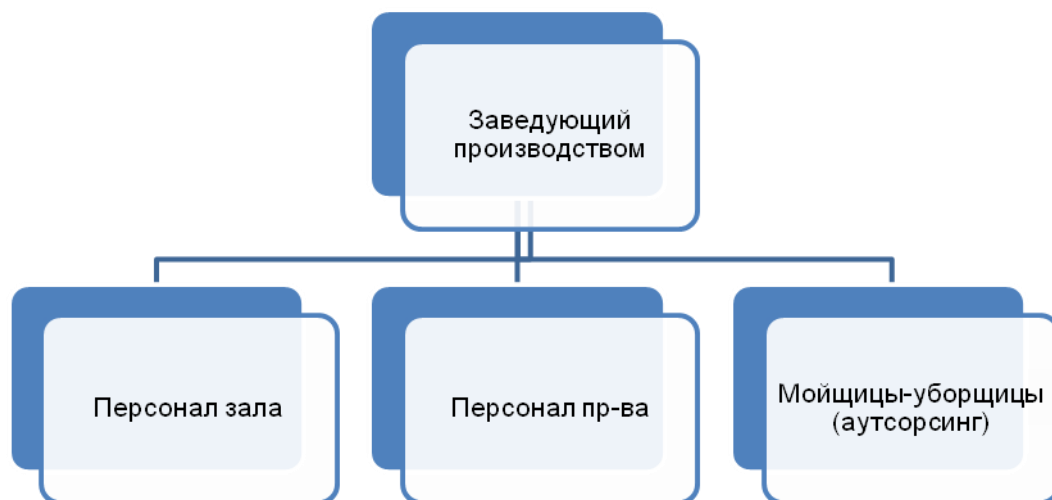 Заведующий
производством
Персонал зала
Персонал пр-ва
Мойщицы-уборщицы
(аутсорсинг)